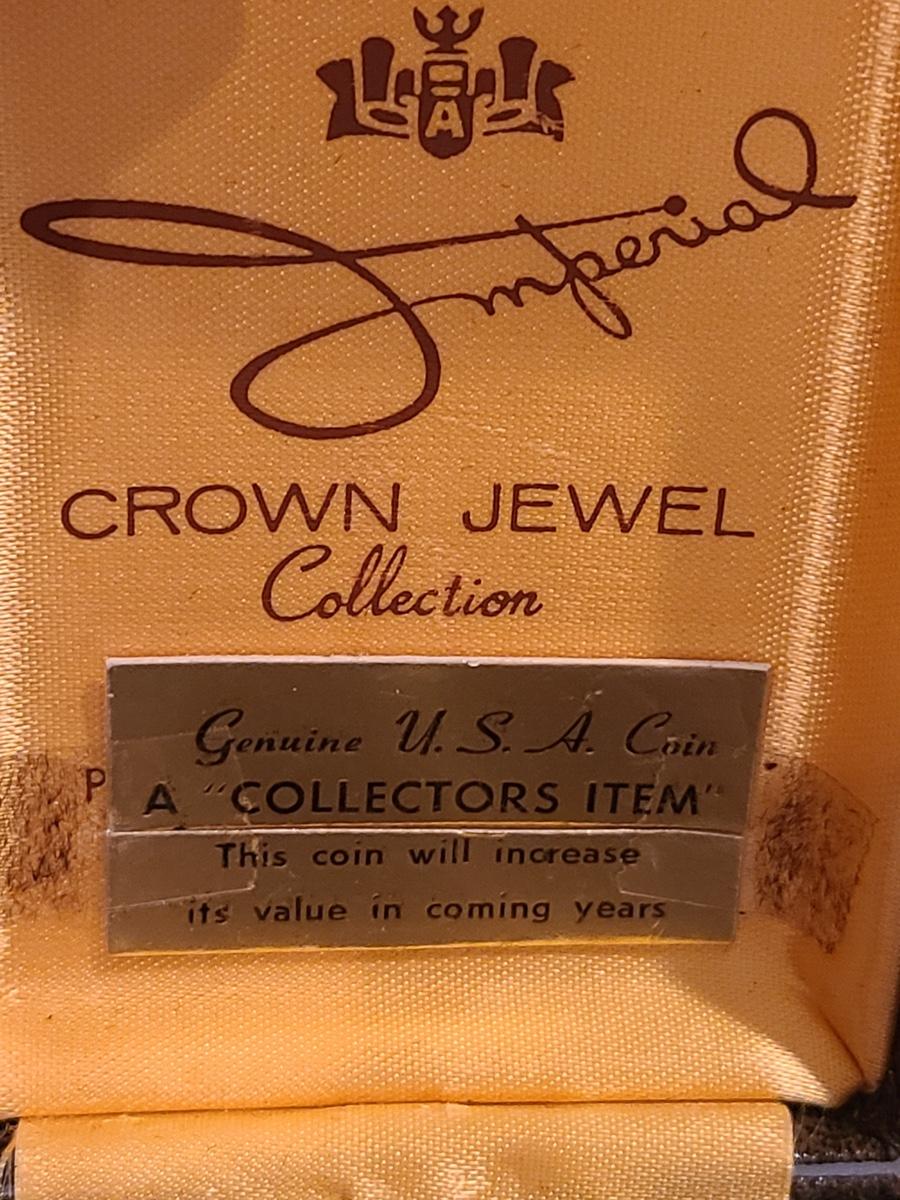 A
Imperial
CROWN JEWEL
Collection
Genuine U.S.A. Coin
P
A "COLLECTORS ITEM"
This coin will increase
its value in coming years